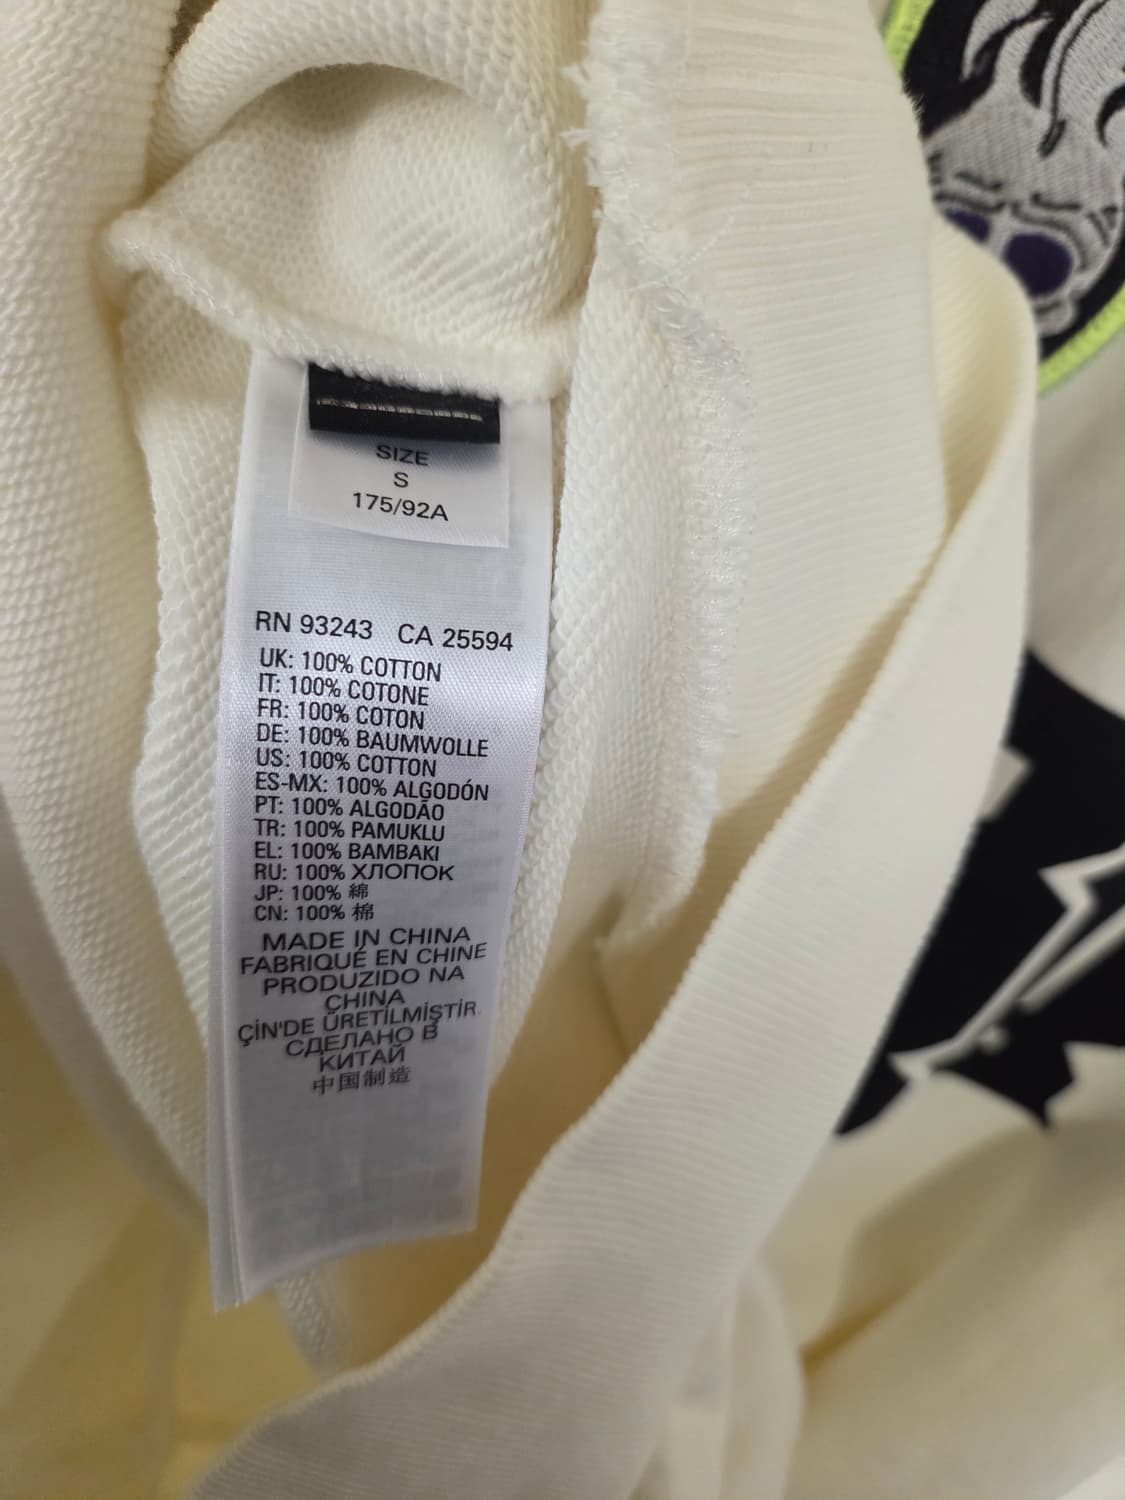 SIZE
S
175/92A
RN 93243 CA 25594
UK: 100% COTTON
IT: 100% COTONE
FR: 100% COTON
DE: 100% BAUMWOLLE
US: 100% COTTON
ES-MX: 100% ALGODÓN
PT: 100% ALGODÃO
TR: 100% PAMUKLU
EL: 100% BAMBAKI
RU: 100% ХЛОПОК
JP: 100% 綿
CN: 100% 棉
MADE IN CHINA
FABRIQUÉ EN CHINE
PRODUZIDO NA
CHINA
ÇİN'DE ÜRETİLMİŞTİR.
СДЕЛАНО В
КИТАЙ
中国制造